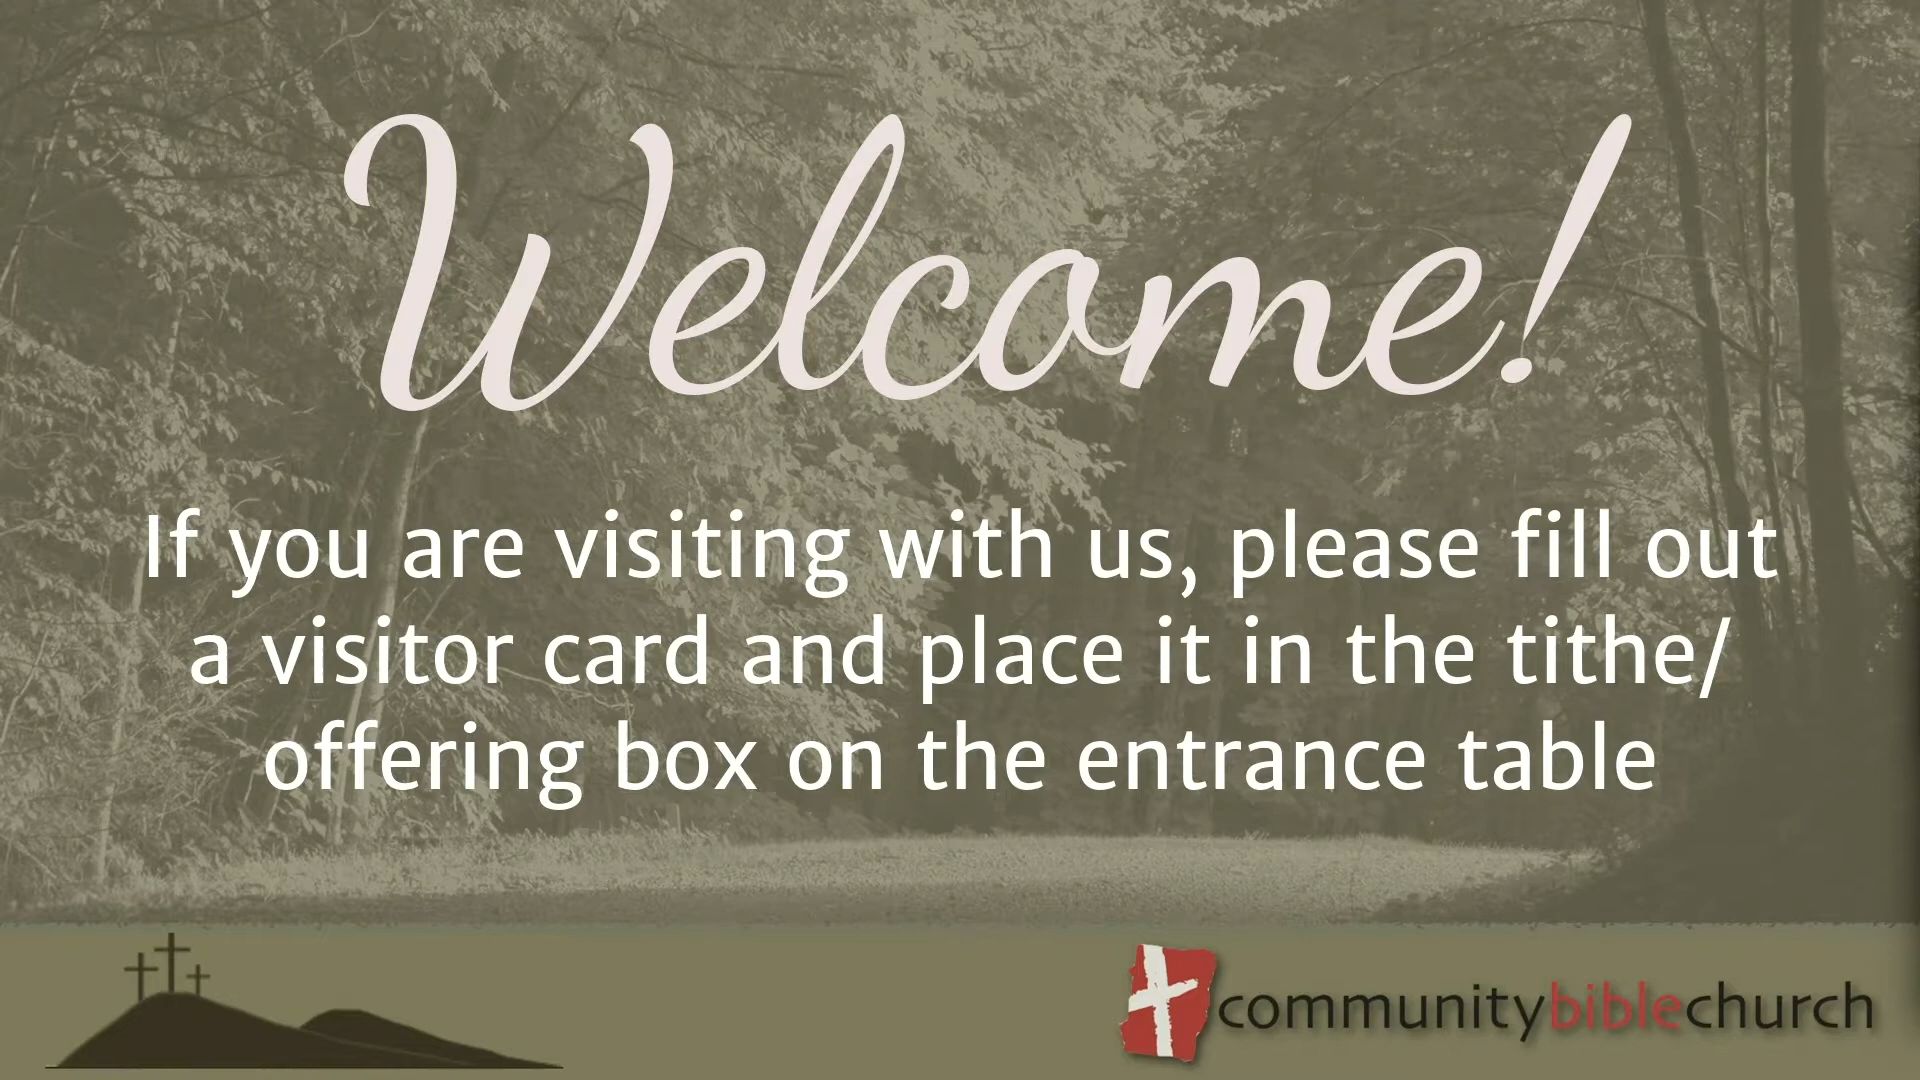 Welcome!
If you are visiting with us, please fill out
a visitor card and place it in the tithe/
offering box on the entrance table
communitybiblechurch